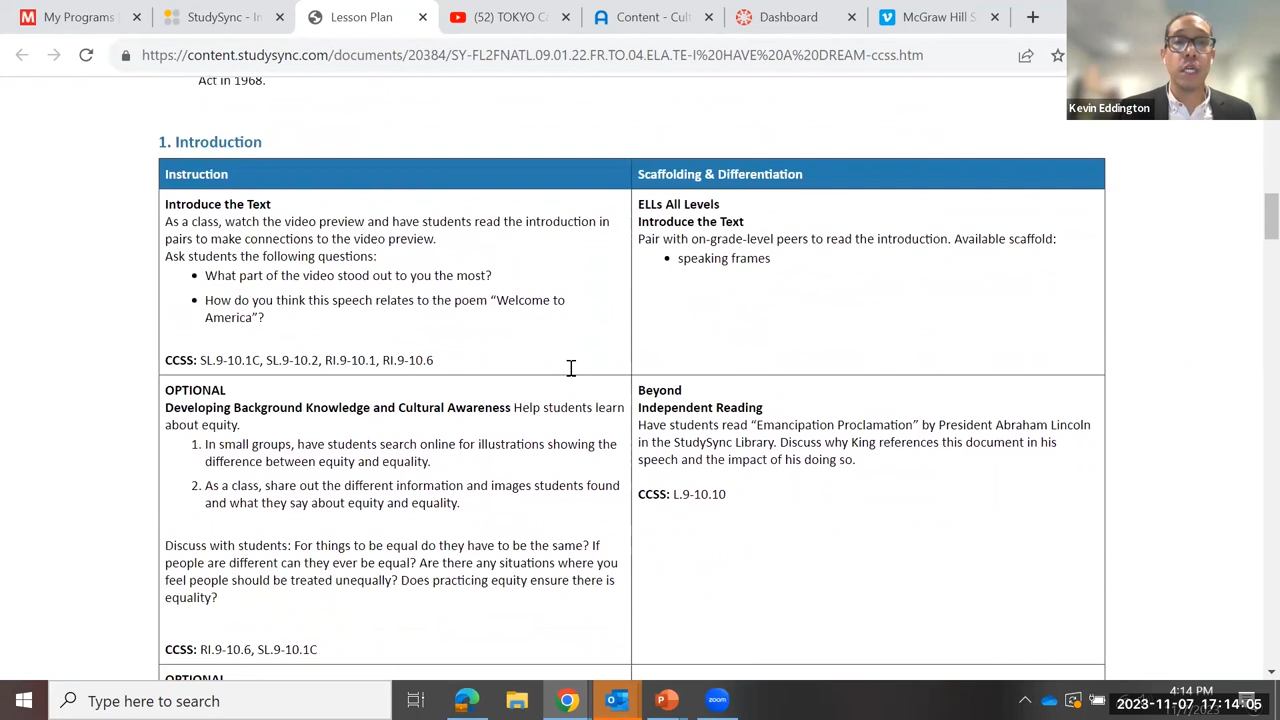 My Programs
StudySync - In
Lesson Plan
(52) TOKYO CA
Content - Cult
Dashboard
McGraw Hill S
https://content.studysync.com/documents/20384/SY-FL2FNATL.09.01.22.FR.TO.04.ELA.TE-I%20HAVE%20A%20DREAM-ccss.htm
Kevin Eddington
Act in 1968.
1. Introduction
Instruction
Scaffolding & Differentiation
Introduce the Text
As a class, watch the video preview and have students read the introduction in
pairs to make connections to the video preview.
Ask students the following questions:
• What part of the video stood out to you the most?
• How do you think this speech relates to the poem “Welcome to
America”?
CCSS: SL.9-10.1C, SL.9-10.2, RI.9-10.1, RI.9-10.6
ELLs All Levels
Introduce the Text
Pair with on-grade-level peers to read the introduction. Available scaffold:
• speaking frames
OPTIONAL
Developing Background Knowledge and Cultural Awareness Help students learn
about equity.
1. In small groups, have students search online for illustrations showing the
difference between equity and equality.
2. As a class, share out the different information and images students found
and what they say about equity and equality.
Discuss with students: For things to be equal do they have to be the same? If
people are different can they ever be equal? Are there any situations where you
feel people should be treated unequally? Does practicing equity ensure there is
equality?
CCSS: RI.9-10.6, SL.9-10.1C
Beyond
Independent Reading
Have students read “Emancipation Proclamation” by President Abraham Lincoln
in the StudySync Library. Discuss why King references this document in his
speech and the impact of his doing so.
CCSS: L.9-10.10
OPTIONAL
Type here to search
zoom
4:14 PM
2023-11-07 17:14:05